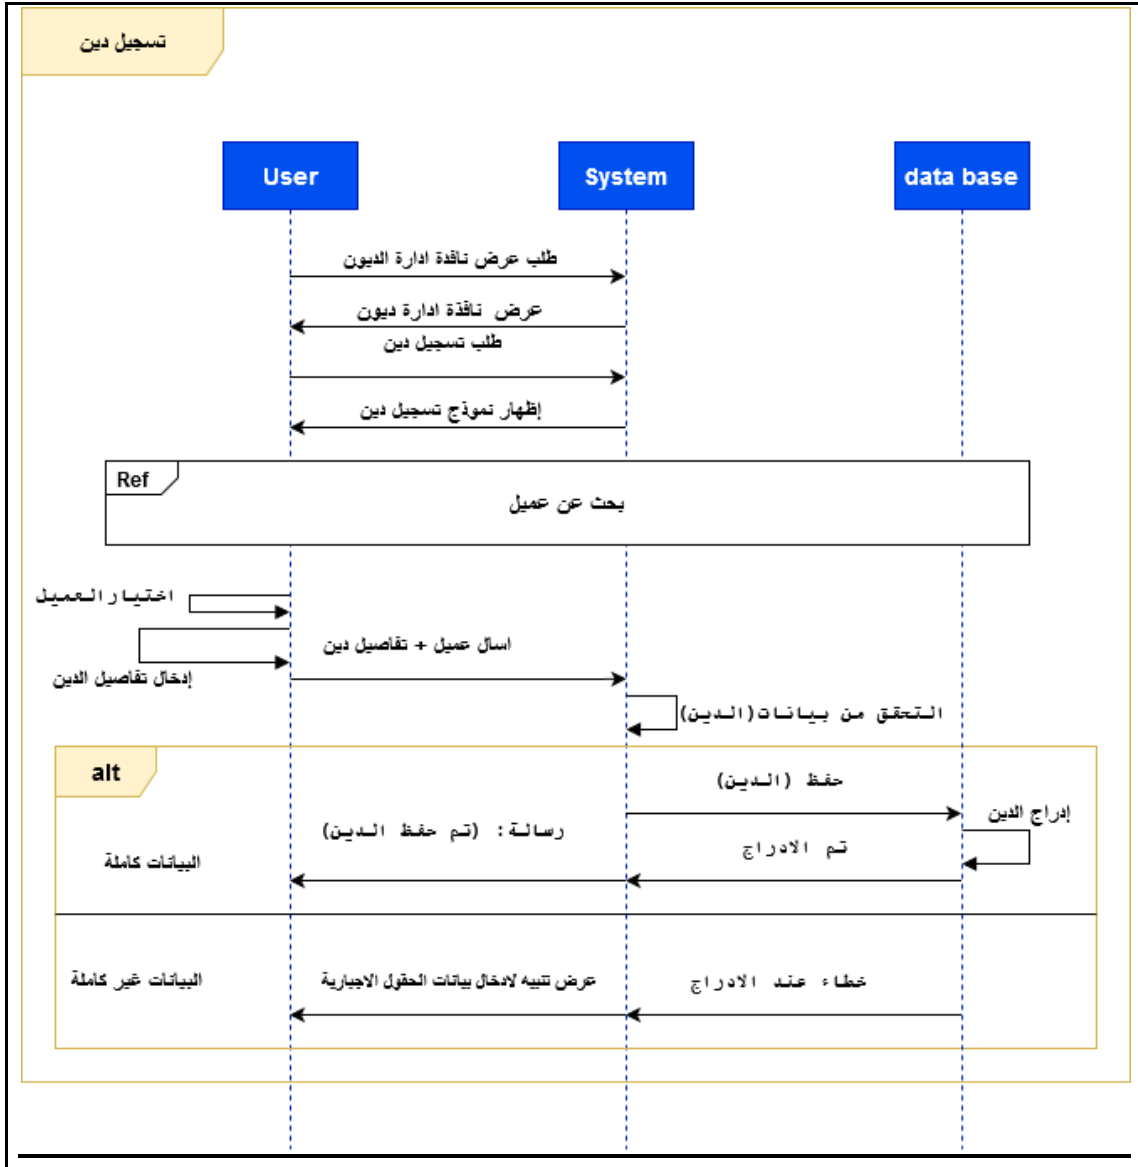 تسجيل دين
User
System
data base
طلب عرض نافذة ادارة الديون
عرض نافذة ادارة ديون
طلب تسجيل دين
إظهار نموذج تسجيل دين
Ref
بحث عن عميل
اختيار العميل
اسال عميل + تفاصيل دين
إدخال تفاصيل الدين
التحقق من بيانات(الدين)
alt
حفظ (الدين)
إدراج الدين
رسالة: (تم حفظ الدين)
تم الادراج
البيانات كاملة
البيانات غير كاملة
عرض تنبيه لادخال بيانات الحقول الاجبارية
خطاء عند الادراج